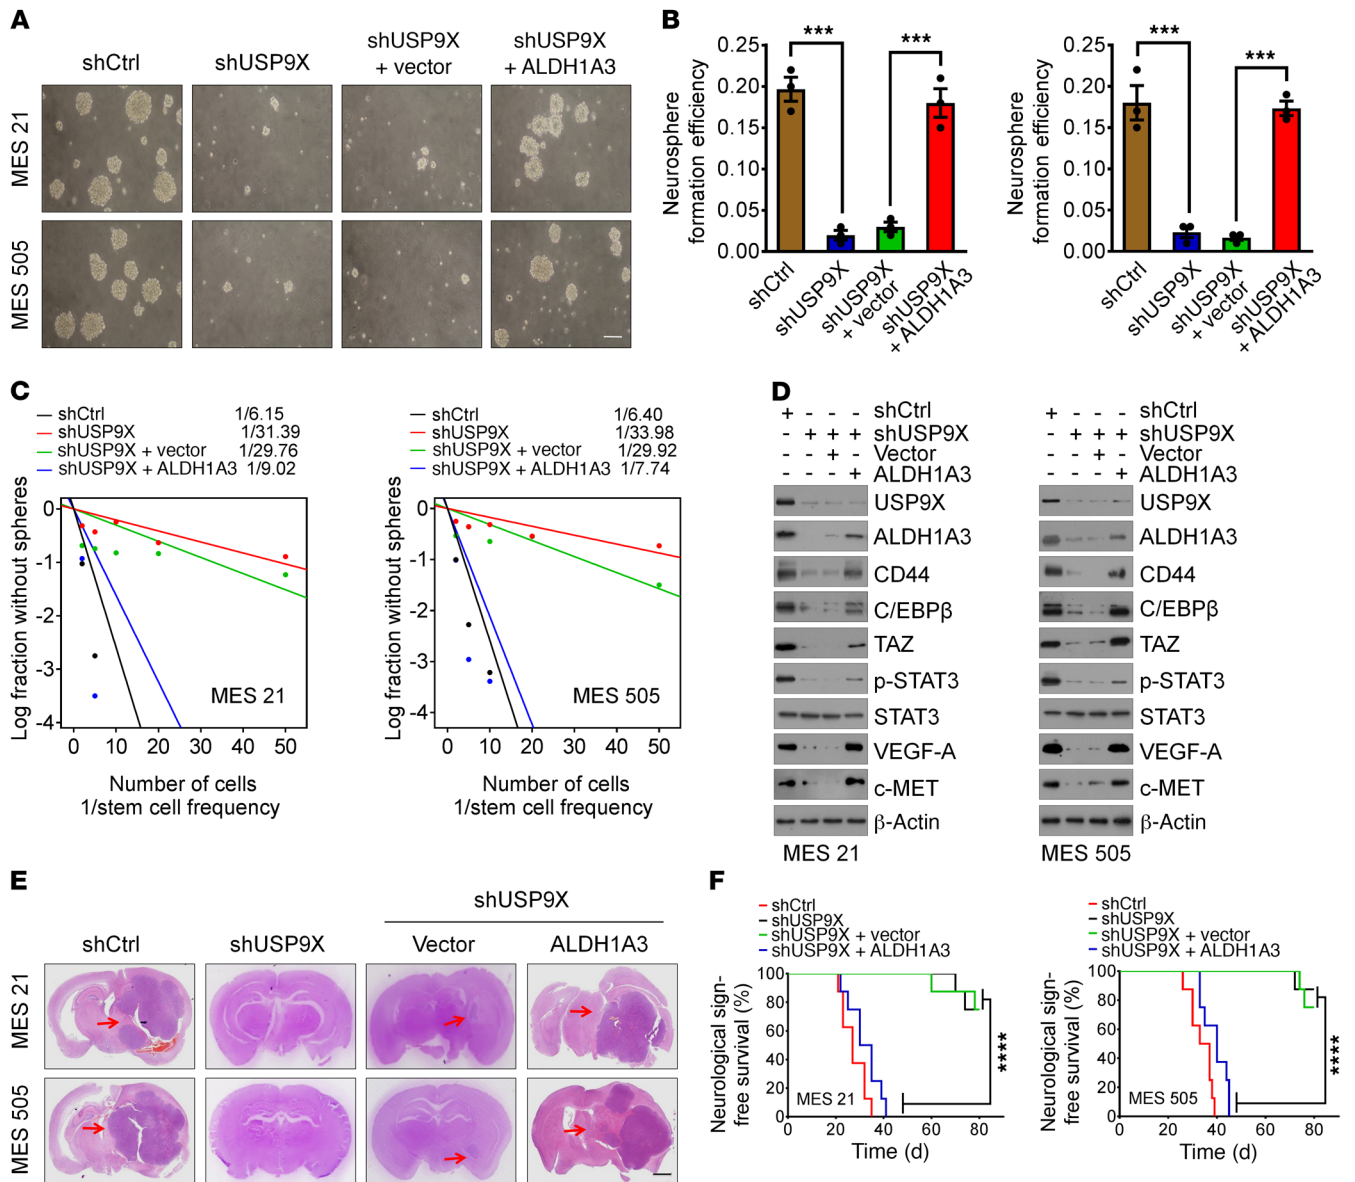 A
shCtrl
shUSP9X
shUSP9X
+ vector
shUSP9X
+ ALDH1A3
MES 21
MES 505
B
Neurosphere
formation efficiency
0.25
0.20
0.15
0.10
0.05
0.00
***
***
shCtrl
shUSP9X
shUSP9X
+ vector
shUSP9X
+ ALDH1A3
Neurosphere
formation efficiency
0.25
0.20
0.15
0.10
0.05
0.00
***
***
shCtrl
shUSP9X
shUSP9X
+ vector
shUSP9X
+ ALDH1A3
C
shCtrl 1/6.15
shUSP9X 1/31.39
shUSP9X + vector 1/29.76
shUSP9X + ALDH1A3 1/9.02
Log fraction without spheres
0
-1
-2
-3
-4
MES 21
0 10 20 30 40 50
Number of cells
1/stem cell frequency
shCtrl 1/6.40
shUSP9X 1/33.98
shUSP9X + vector 1/29.92
shUSP9X + ALDH1A3 1/7.74
Log fraction without spheres
0
-1
-2
-3
-4
MES 505
0 10 20 30 40 50
Number of cells
1/stem cell frequency
D
+ - - - shCtrl
- + + + shUSP9X
- - + - Vector
- - - + ALDH1A3
USP9X
ALDH1A3
CD44
C/EBPβ
TAZ
p-STAT3
STAT3
VEGF-A
c-MET
β-Actin
MES 21
+ - - - shCtrl
- + + + shUSP9X
- - + - Vector
- - - + ALDH1A3
USP9X
ALDH1A3
CD44
C/EBPβ
TAZ
p-STAT3
STAT3
VEGF-A
c-MET
β-Actin
MES 505
E
shUSP9X
shCtrl
shUSP9X
Vector
ALDH1A3
MES 21
MES 505
F
shCtrl
shUSP9X
shUSP9X + vector
shUSP9X + ALDH1A3
Neurological sign-
free survival (%)
100
80
60
40
20
0
MES 21
****
0 20 40 60 80
Time (d)
shCtrl
shUSP9X
shUSP9X + vector
shUSP9X + ALDH1A3
Neurological sign-
free survival (%)
100
80
60
40
20
0
MES 505
****
0 20 40 60 80
Time (d)